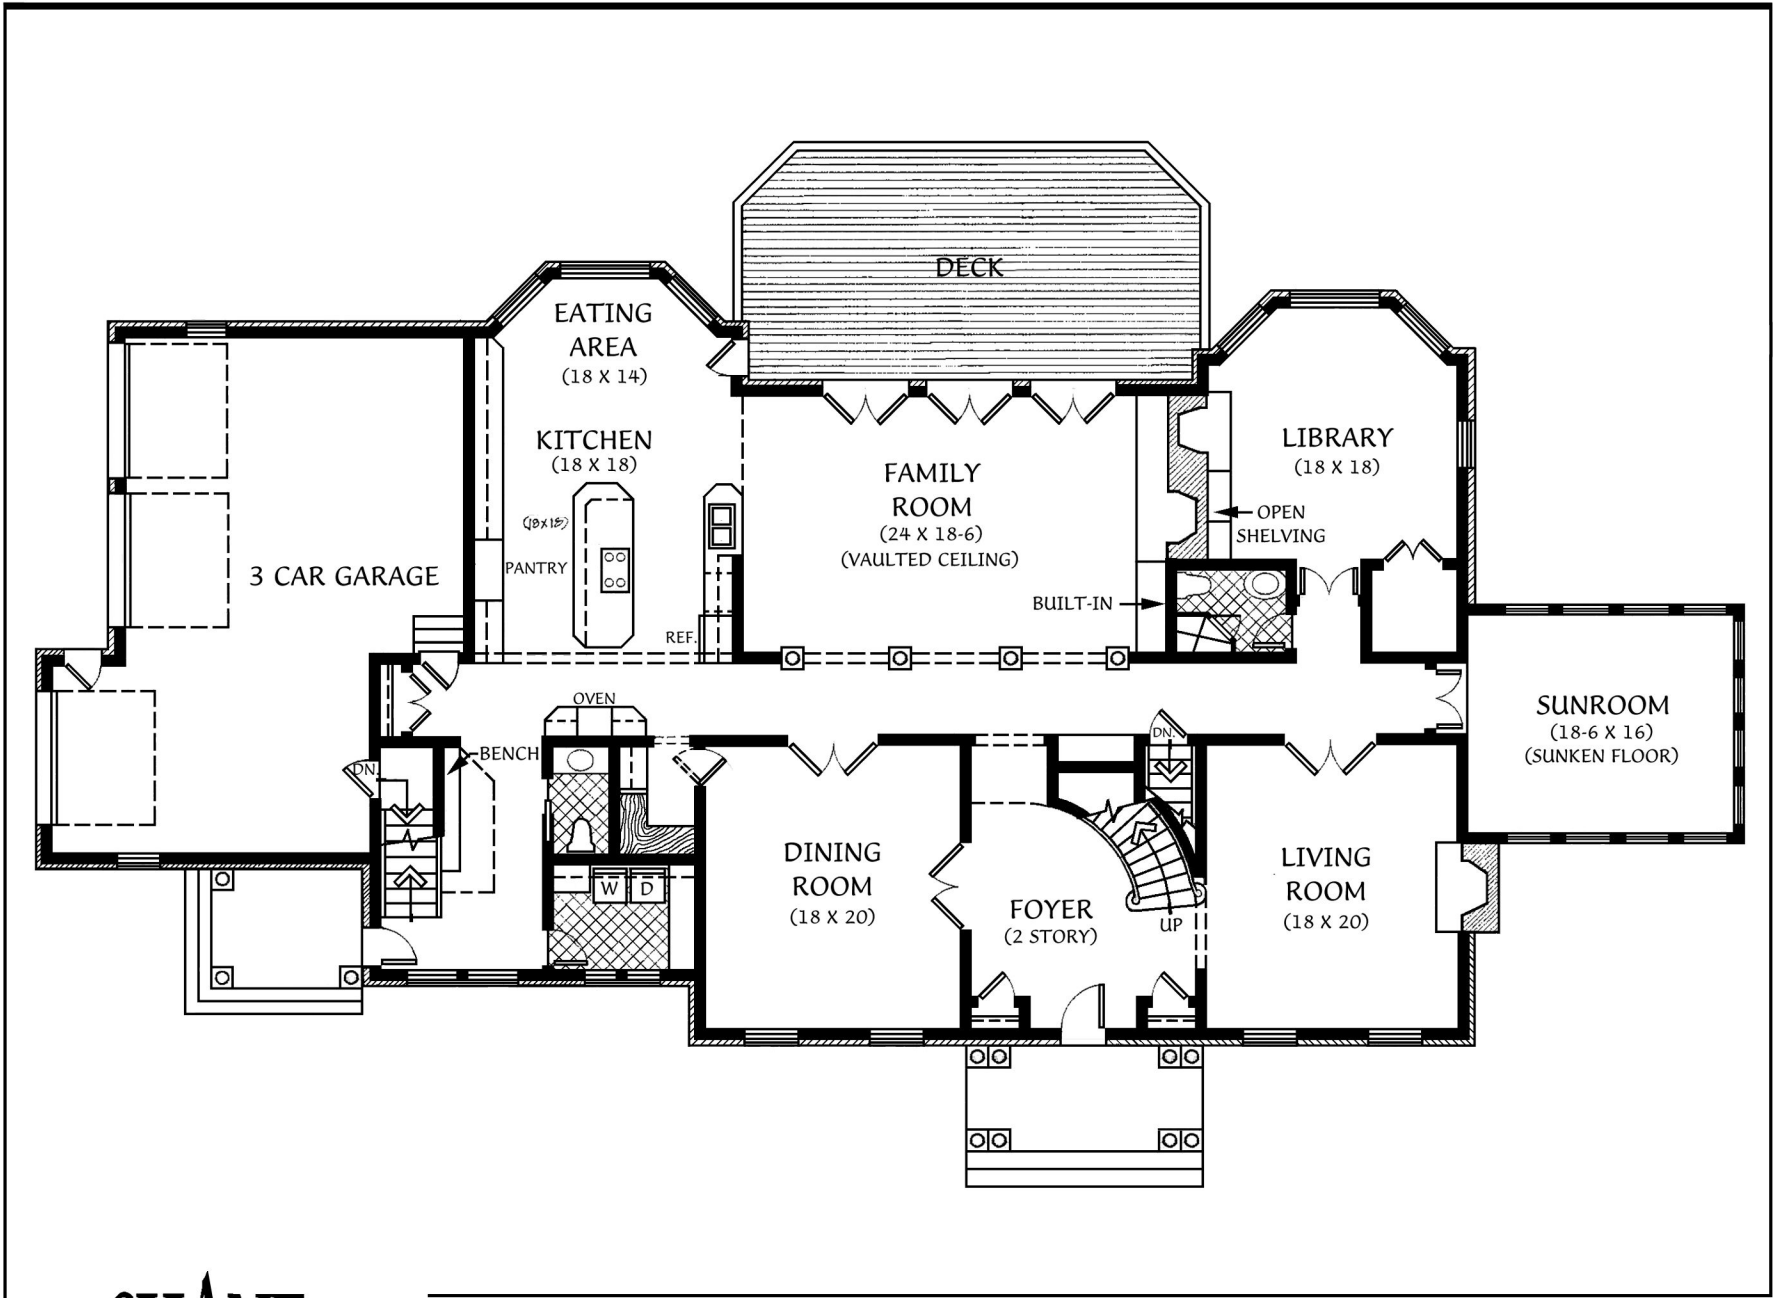 DECK
EATING
AREA
(18 X 14)
KITCHEN
(18 X 18)
(18x18)
PANTRY
REF.
OVEN
3 CAR GARAGE
FAMILY
ROOM
(24 X 18-6)
(VAULTED CEILING)
LIBRARY
(18 X 18)
OPEN
SHELVING
BUILT-IN
SUNROOM
(18-6 X 16)
(SUNKEN FLOOR)
BENCH
DN.
DN.
W
D
DINING
ROOM
(18 X 20)
FOYER
(2 STORY)
UP
LIVING
ROOM
(18 X 20)